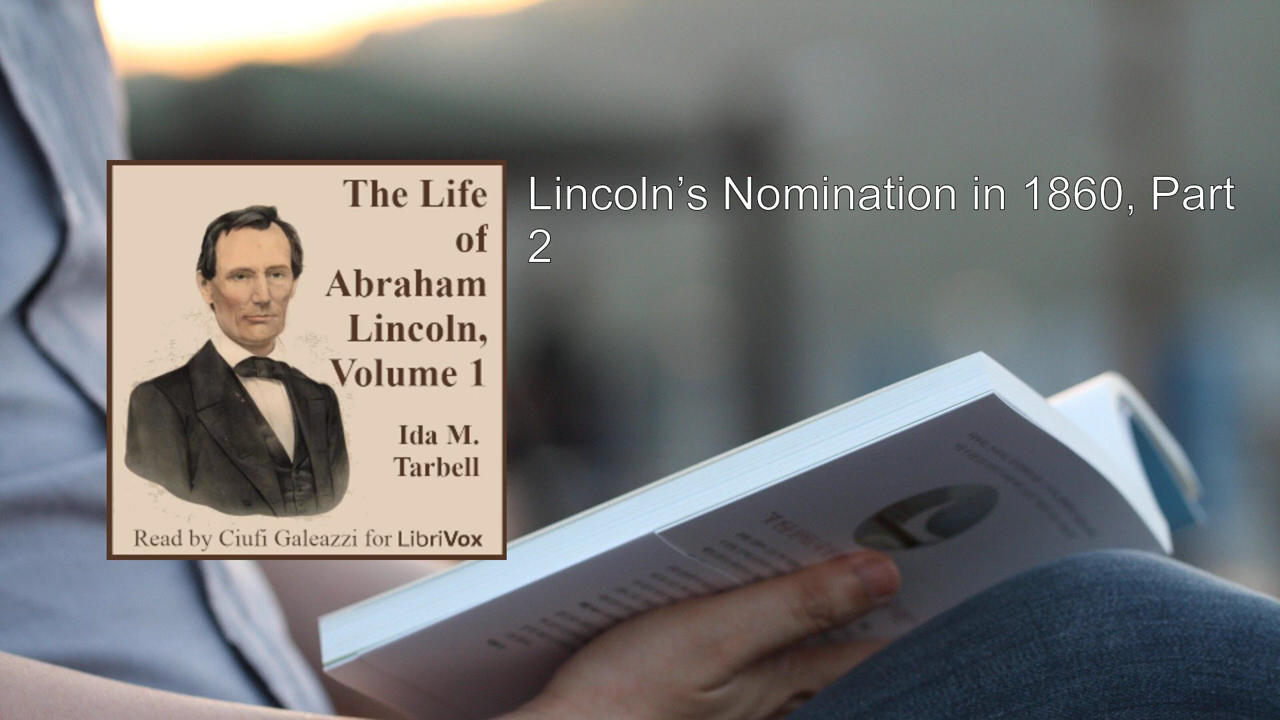 The Life
of
Abraham
Lincoln,
Volume 1
Ida M.
Tarbell
Read by Ciufi Galeazzi for LibriVox
Lincoln’s Nomination in 1860, Part
2